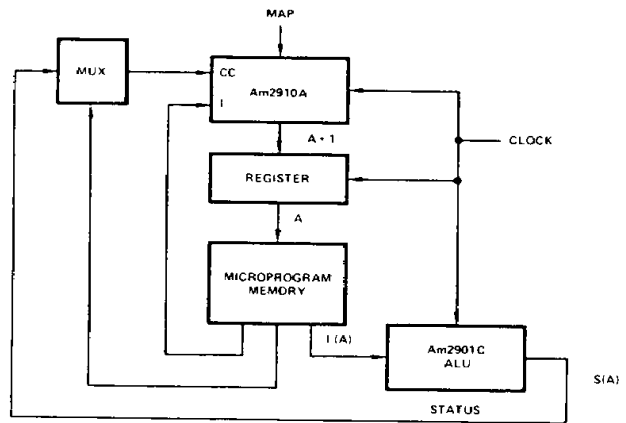 MAP
MUX
CC
Am2910A
I
A + 1
CLOCK
REGISTER
A
MICROPROGRAM
MEMORY
I (A)
Am2901C
ALU
S(A)
STATUS